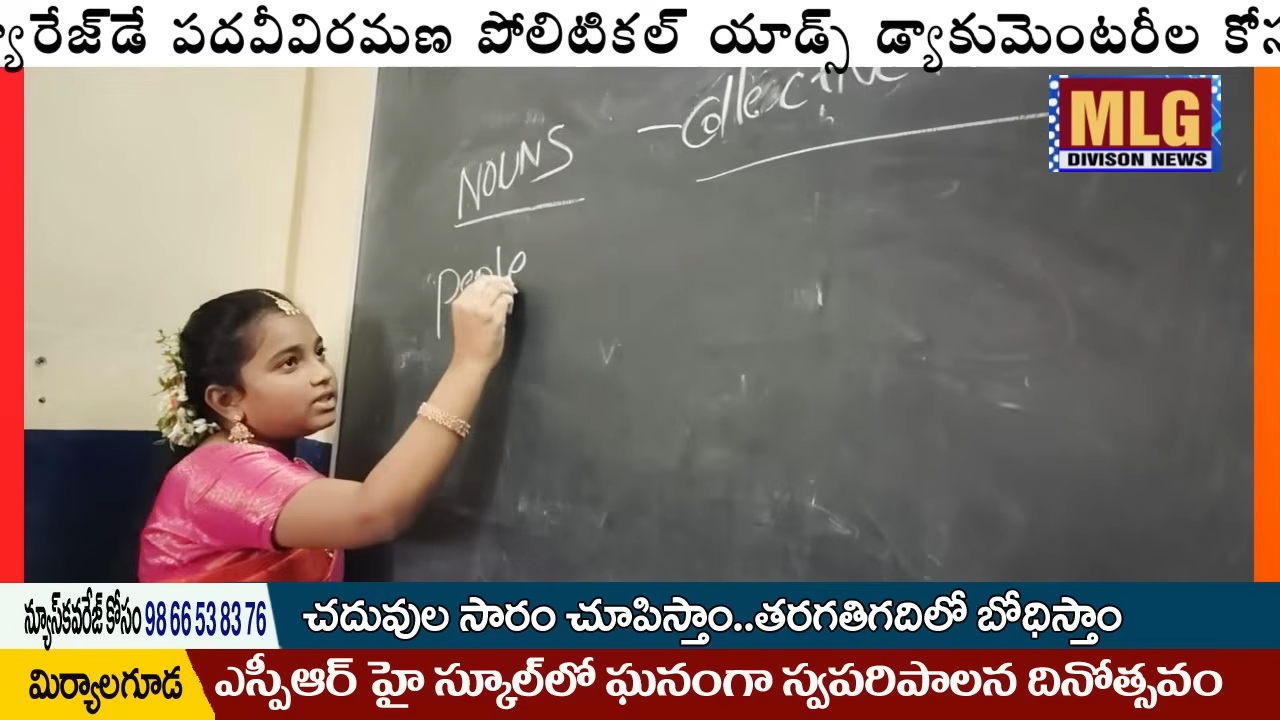 రేజ్‌డే పదవీవిరమణ పోలిటికల్ యాడ్స్ డ్యాకుమెంటరీల
NOUNS
–Collective
MLG
DIVISON NEWS
People
న్యూస్‌కవరేజ్ కోసం 98 66 53 83 76
చదువుల సారం చూపిస్తాం..తరగతిగదిలో బోధిస్తాం
మిర్యాలగూడ
ఎస్పీఆర్ హై స్కూల్‌లో ఘనంగా స్వపరిపాలన దినోత్సవం